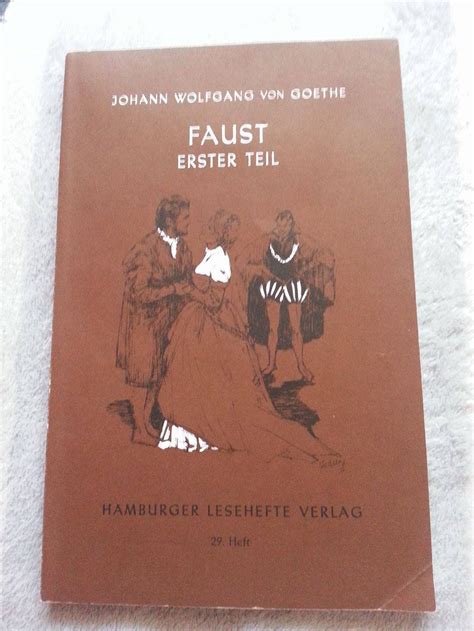 JOHANN WOLFGANG VON GOETHE
FAUST
ERSTER TEIL
HAMBURGER LESEHEFTE VERLAG
29. Heft